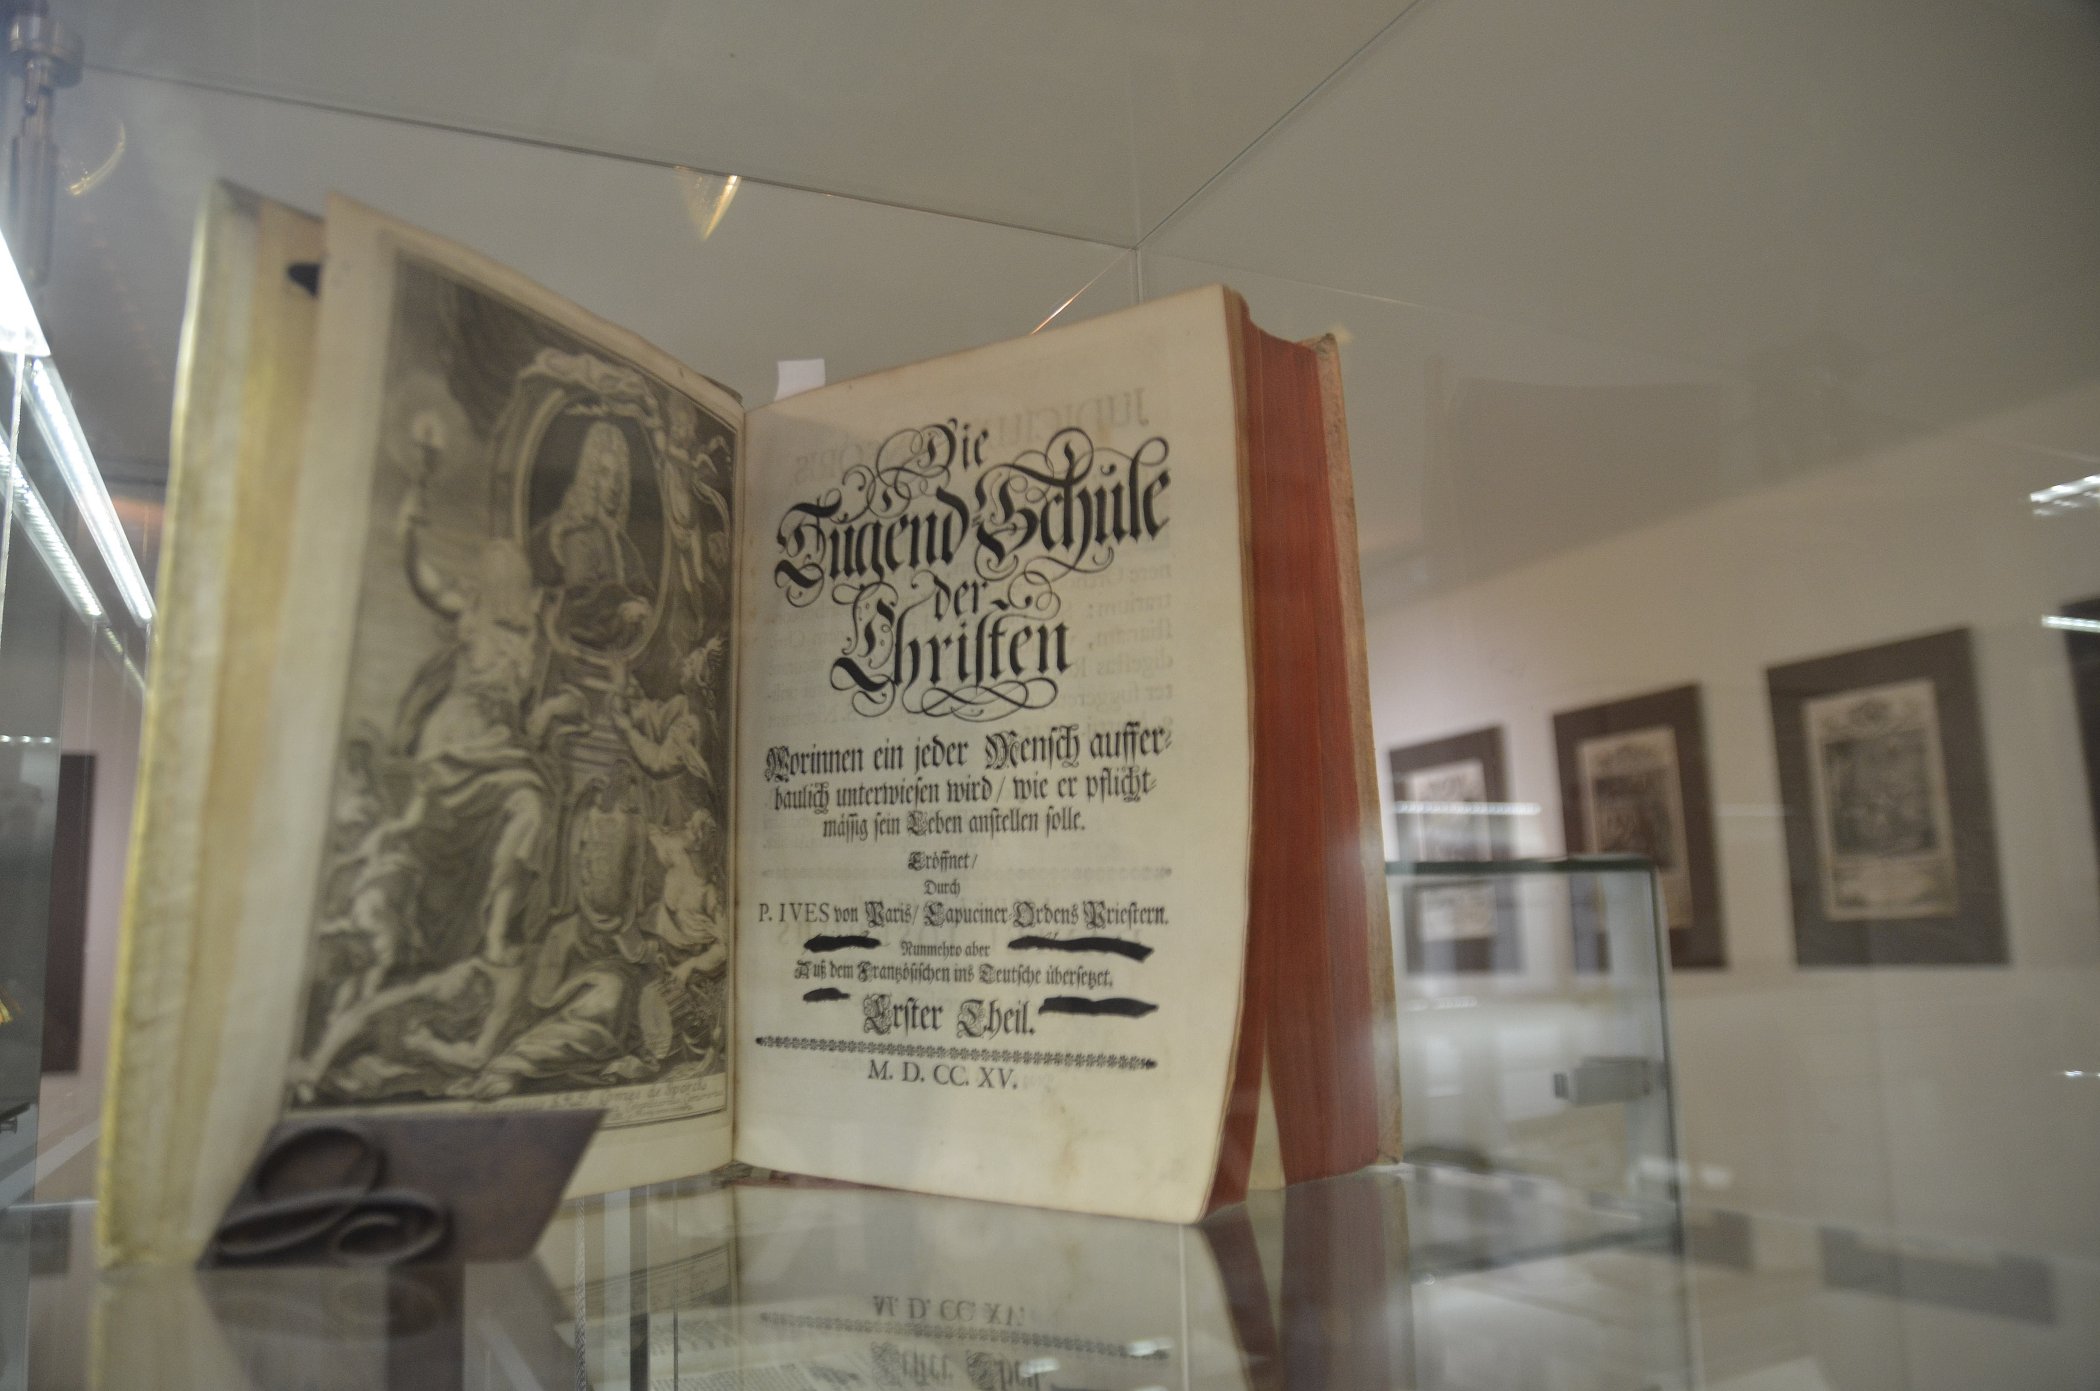 Die
Tugend-Schule
der
Christen
Worinnen ein jeder Mensch auffer-
baulich unterwiesen wird/ wie er pflicht-
mässig sein Leben anstellen solle.
Eröffnet/
Durch
P. IVES von Paris/ Capuciner-Ordens Priestern.
Nunmehro aber
Auß dem Frantzösischen ins Teutsche übersetzet.
Erster Theil.
M. D. CC. XV.